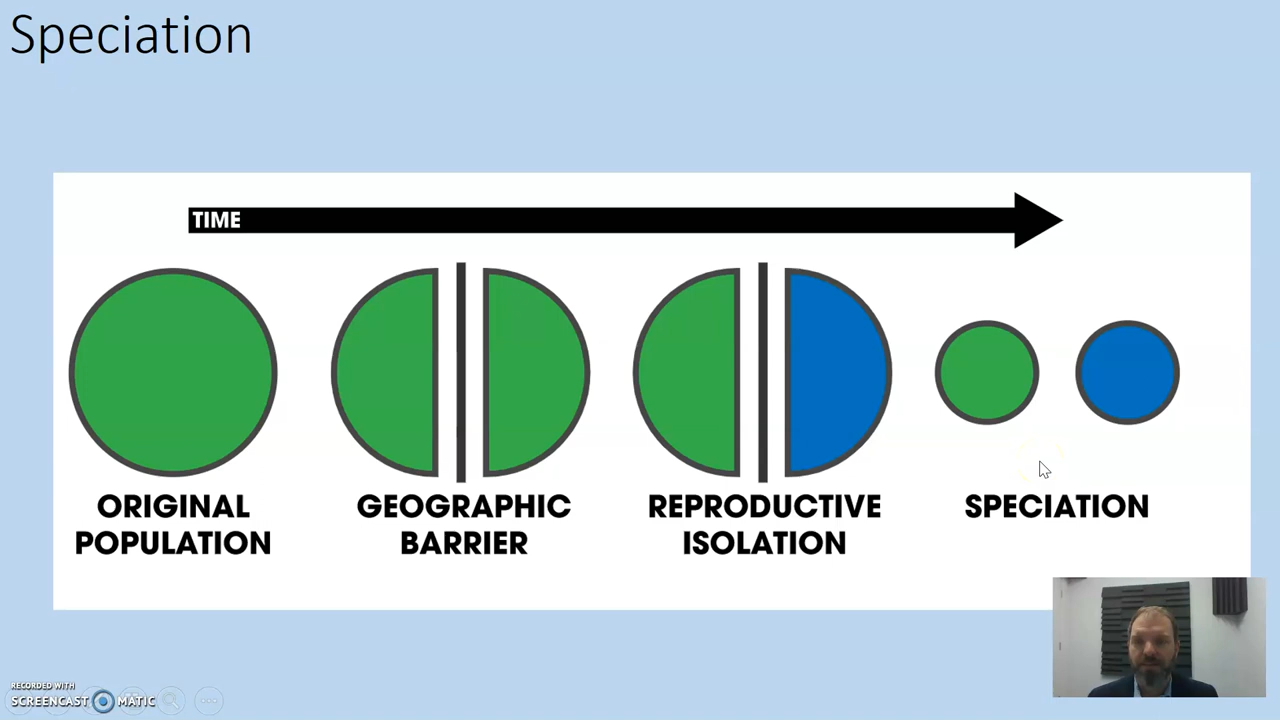 Speciation
TIME
ORIGINAL
POPULATION
GEOGRAPHIC
BARRIER
REPRODUCTIVE
ISOLATION
SPECIATION
RECORDED WITH
SCREENCAST MATIC